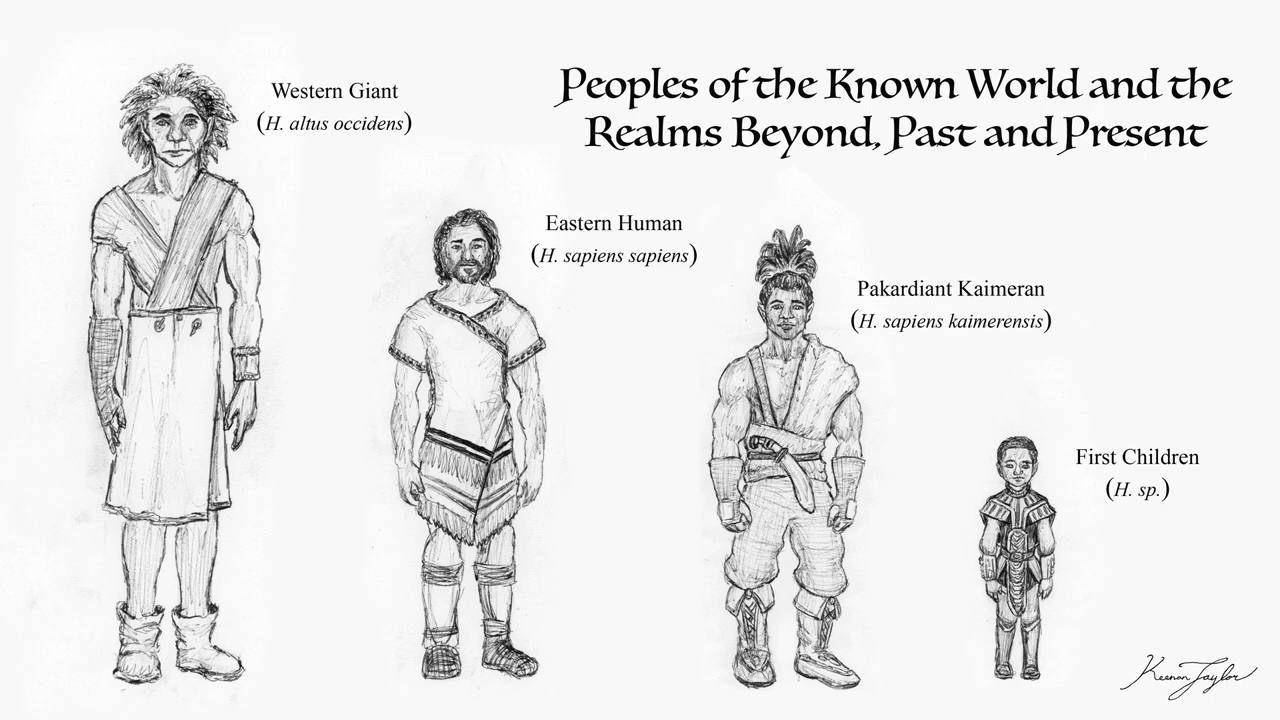 Peoples of the Known World and the
Realms Beyond, Past and Present
Western Giant
(H. altus occidens)
Eastern Human
(H. sapiens sapiens)
Pakardiant Kaimeran
(H. sapiens kaimerensis)
First Children
(H. sp.)
Keenan Taylor